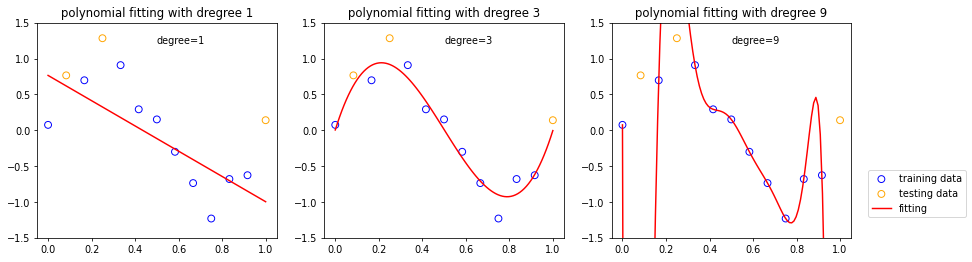 polynomial fitting with dregree 1
1.5
1.0
0.5
0.0
−0.5
−1.0
−1.5
0.0 0.2 0.4 0.6 0.8 1.0
degree=1
polynomial fitting with dregree 3
1.5
1.0
0.5
0.0
−0.5
−1.0
−1.5
0.0 0.2 0.4 0.6 0.8 1.0
degree=3
polynomial fitting with dregree 9
1.5
1.0
0.5
0.0
−0.5
−1.0
−1.5
0.0 0.2 0.4 0.6 0.8 1.0
degree=9
training data
testing data
fitting